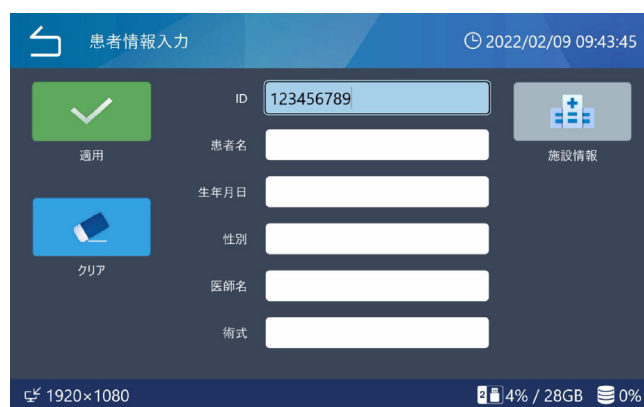 患者情報入力
2022/02/09 09:43:45
ID
123456789
患者名
生年月日
性別
医師名
術式
適用
クリア
施設情報
1920×1080
2
4% / 28GB
0%